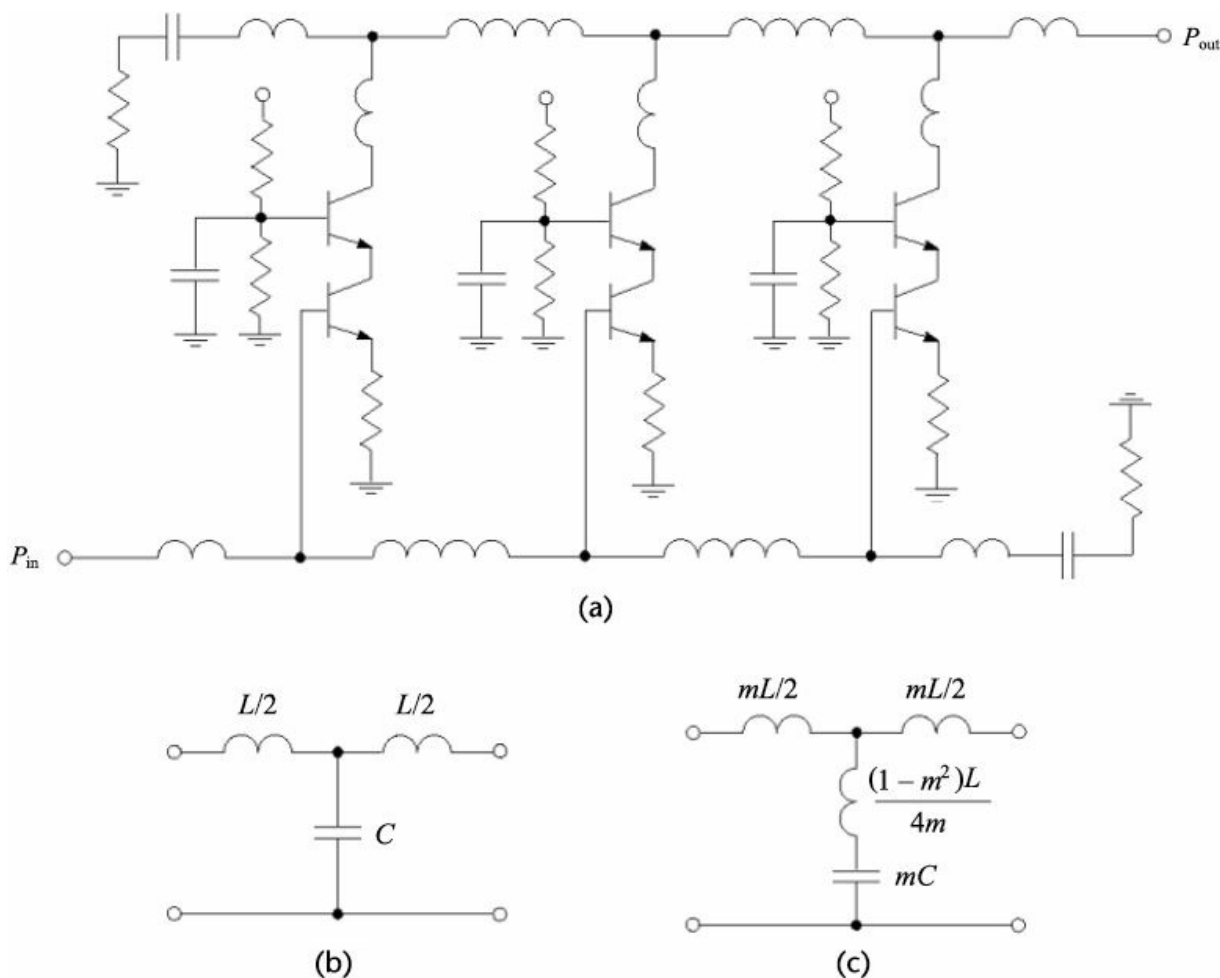 P_out
P_in
(a)
L/2 L/2
C
(b)
mL/2 mL/2
(1 − m²)L
4m
mC
(c)